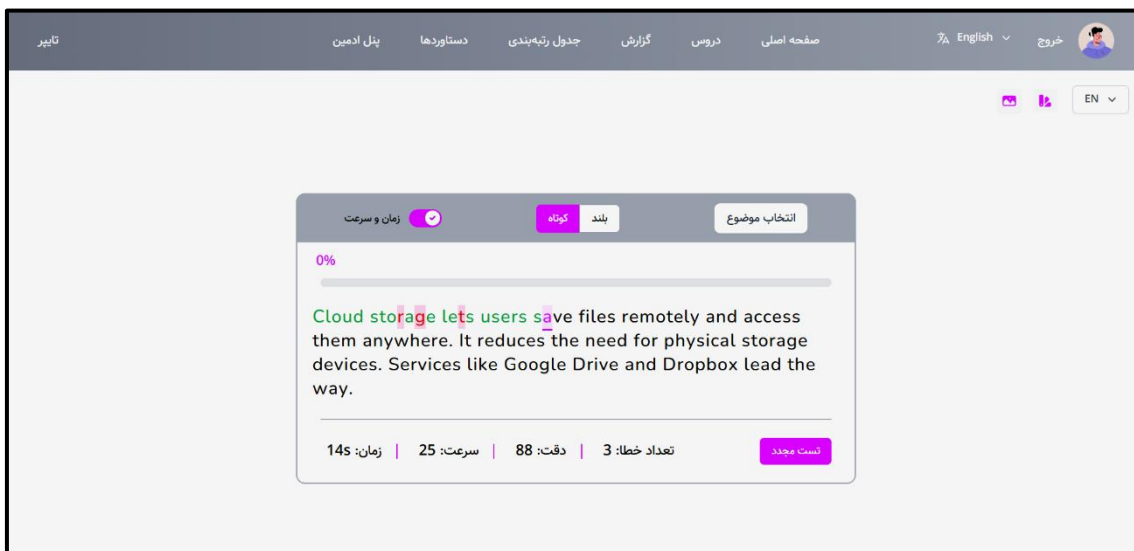 خروج
English
صفحه اصلی
دروس
گزارش
جدول رتبه‌بندی
دستاوردها
پنل ادمین
تایپر
EN
انتخاب موضوع
بلند
کوتاه
زمان و سرعت
0%
Cloud storage lets users save files remotely and access
them anywhere. It reduces the need for physical storage
devices. Services like Google Drive and Dropbox lead the
way.
تست مجدد
تعداد خطا: 3 | دقت: 88 | سرعت: 25 | زمان: 14s